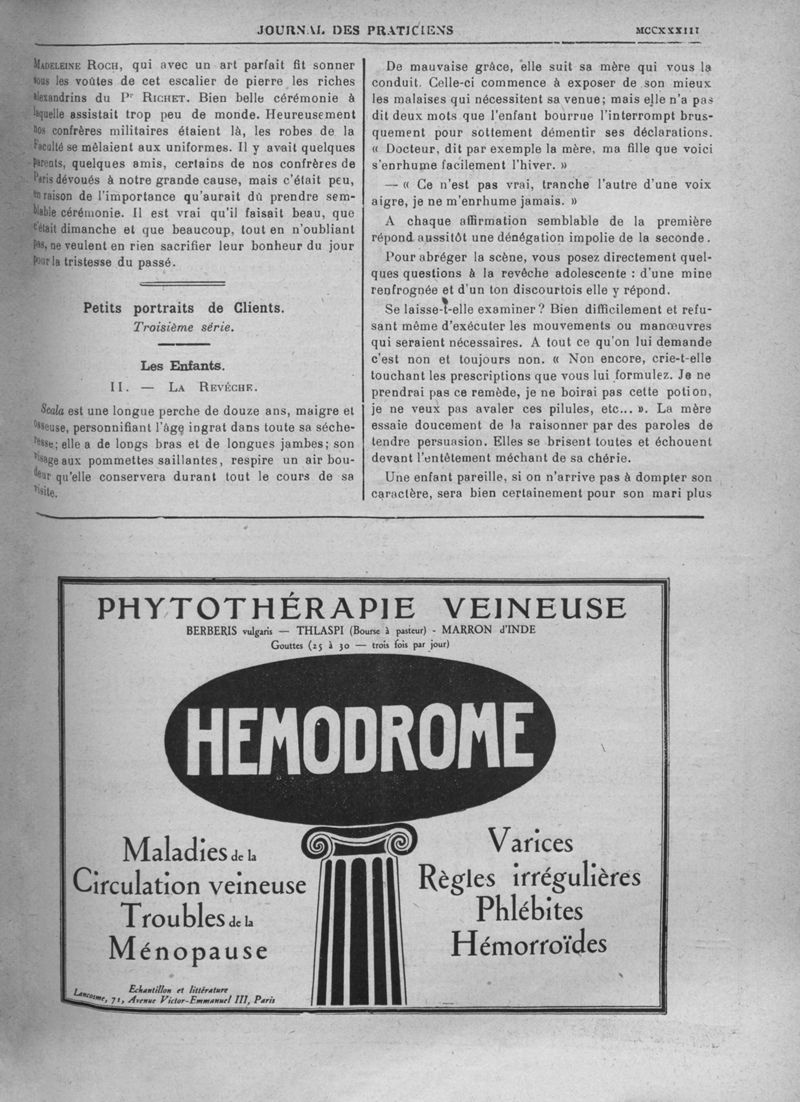 JOURNAL DES PRATICIENS
MCCXXXIII
MADELEINE ROCH, qui avec un art parfait fit sonner
sous les voûtes de cet escalier de pierre les riches
alexandrins du Pr RICHET. Bien belle cérémonie à
laquelle assistait trop peu de monde. Heureusement
nos confrères militaires étaient là, les robes de la
Faculté se mêlaient aux uniformes. Il y avait quelques
parents, quelques amis, certains de nos confrères de
Paris dévoués à notre grande cause, mais c'était peu,
en raison de l'importance qu'aurait dû prendre sem-
blable cérémonie. Il est vrai qu'il faisait beau, que
c'était dimanche et que beaucoup, tout en n'oubliant
pas, ne veulent en rien sacrifier leur bonheur du jour
pour la tristesse du passé.
Petits portraits de Clients.
Troisième série.
Les Enfants.
II. — LA REVÊCHE.
Scala est une longue perche de douze ans, maigre et
osseuse, personnifiant l'âge ingrat dans toute sa séche-
resse; elle a de longs bras et de longues jambes; son
visage aux pommettes saillantes, respire un air bou-
deur qu'elle conservera durant tout le cours de sa
visite.
De mauvaise grâce, elle suit sa mère qui vous la
conduit. Celle-ci commence à exposer de son mieux
les malaises qui nécessitent sa venue; mais elle n'a pas
dit deux mots que l'enfant bourrue l'interrompt brus-
quement pour sottement démentir ses déclarations.
« Docteur, dit par exemple la mère, ma fille que voici
s'enrhume facilement l'hiver. »
— « Ce n'est pas vrai, tranche l'autre d'une voix
aigre, je ne m'enrhume jamais. »
A chaque affirmation semblable de la première
répond aussitôt une dénégation impolie de la seconde.
Pour abréger la scène, vous posez directement quel-
ques questions à la revêche adolescente : d'une mine
renfrognée et d'un ton discourtois elle y répond.
Se laisse-t-elle examiner? Bien difficilement et refu-
sant même d'exécuter les mouvements ou manœuvres
qui seraient nécessaires. A tout ce qu'on lui demande
c'est non et toujours non. « Non encore, crie-t-elle
touchant les prescriptions que vous lui formulez. Je ne
prendrai pas ce remède, je ne boirai pas cette potion,
je ne veux pas avaler ces pilules, etc... ». La mère
essaie doucement de la raisonner par des paroles de
tendre persuasion. Elles se brisent toutes et échouent
devant l'entêtement méchant de sa chérie.
Une enfant pareille, si on n'arrive pas à dompter son
caractère, sera bien certainement pour son mari plus
PHYTOTHÉRAPIE VEINEUSE
BERBERIS vulgaris — THLASPI (Bourse à pasteur) - MARRON d'INDE
Gouttes (25 à 30 — trois fois par jour)
HEMODROME
Maladies de la
Circulation veineuse
Troubles de la
Ménopause
Varices
Règles irrégulières
Phlébites
Hémorroïdes
Echantillon et littérature
Lancosme, 71, Avenue Victor-Emmanuel III, Paris